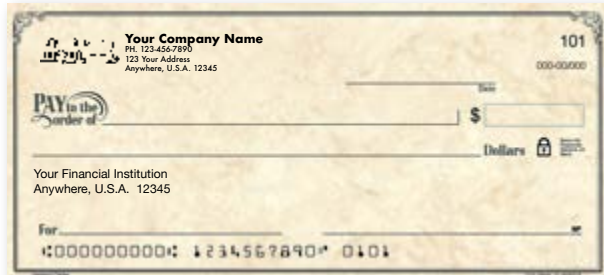 Your Company Name
PH. 123-456-7890
123 Your Address
Anywhere, U.S.A. 12345
101
000-00/000
Date
PAY to the
order of
$
Dollars
Your Financial Institution
Anywhere, U.S.A. 12345
For
⑆000000000⑆ 1234567890⑈ 0101